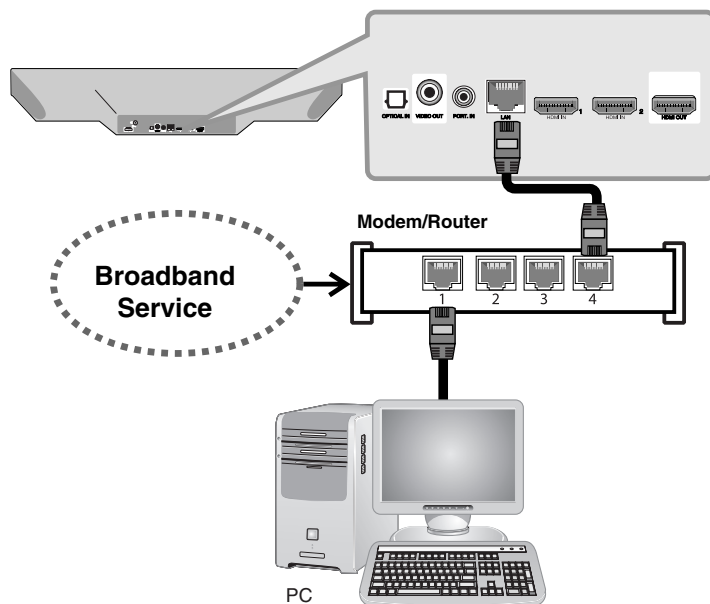 OPTICAL IN VIDEO OUT PORT. IN LAN HDMI IN 1 HDMI IN 2 HDMI OUT
Modem/Router
Broadband
Service
1 2 3 4
PC